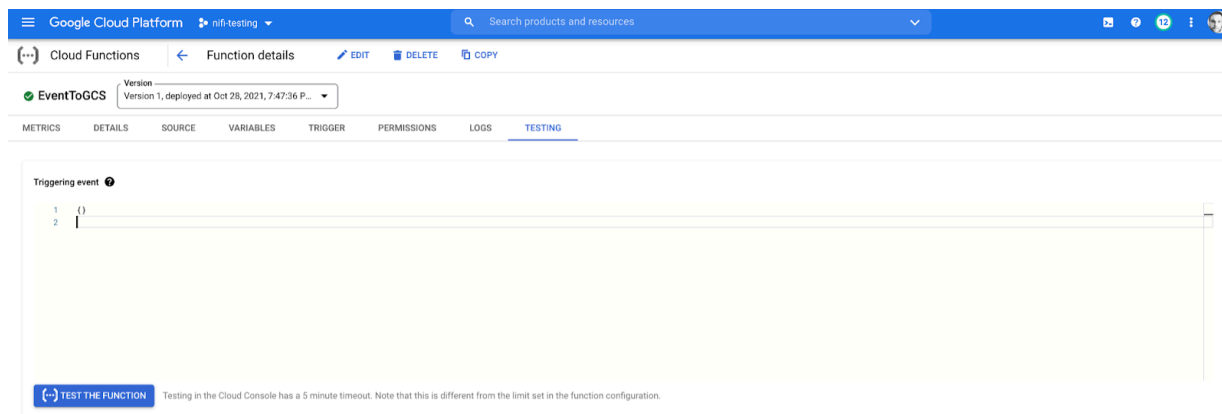 Google Cloud Platform nifi-testing Search products and resources 12
Cloud Functions Function details EDIT DELETE COPY
EventToGCS Version
Version 1, deployed at Oct 28, 2021, 7:47:36 P...
METRICS DETAILS SOURCE VARIABLES TRIGGER PERMISSIONS LOGS TESTING
Triggering event
1 {}
2
TEST THE FUNCTION Testing in the Cloud Console has a 5 minute timeout. Note that this is different from the limit set in the function configuration.